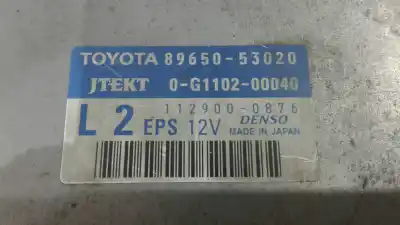 TOYOTA 89650-53020
JTEKT 0-G1102-00040
112900-0876
L 2 EPS 12V DENSO
MADE IN JAPAN